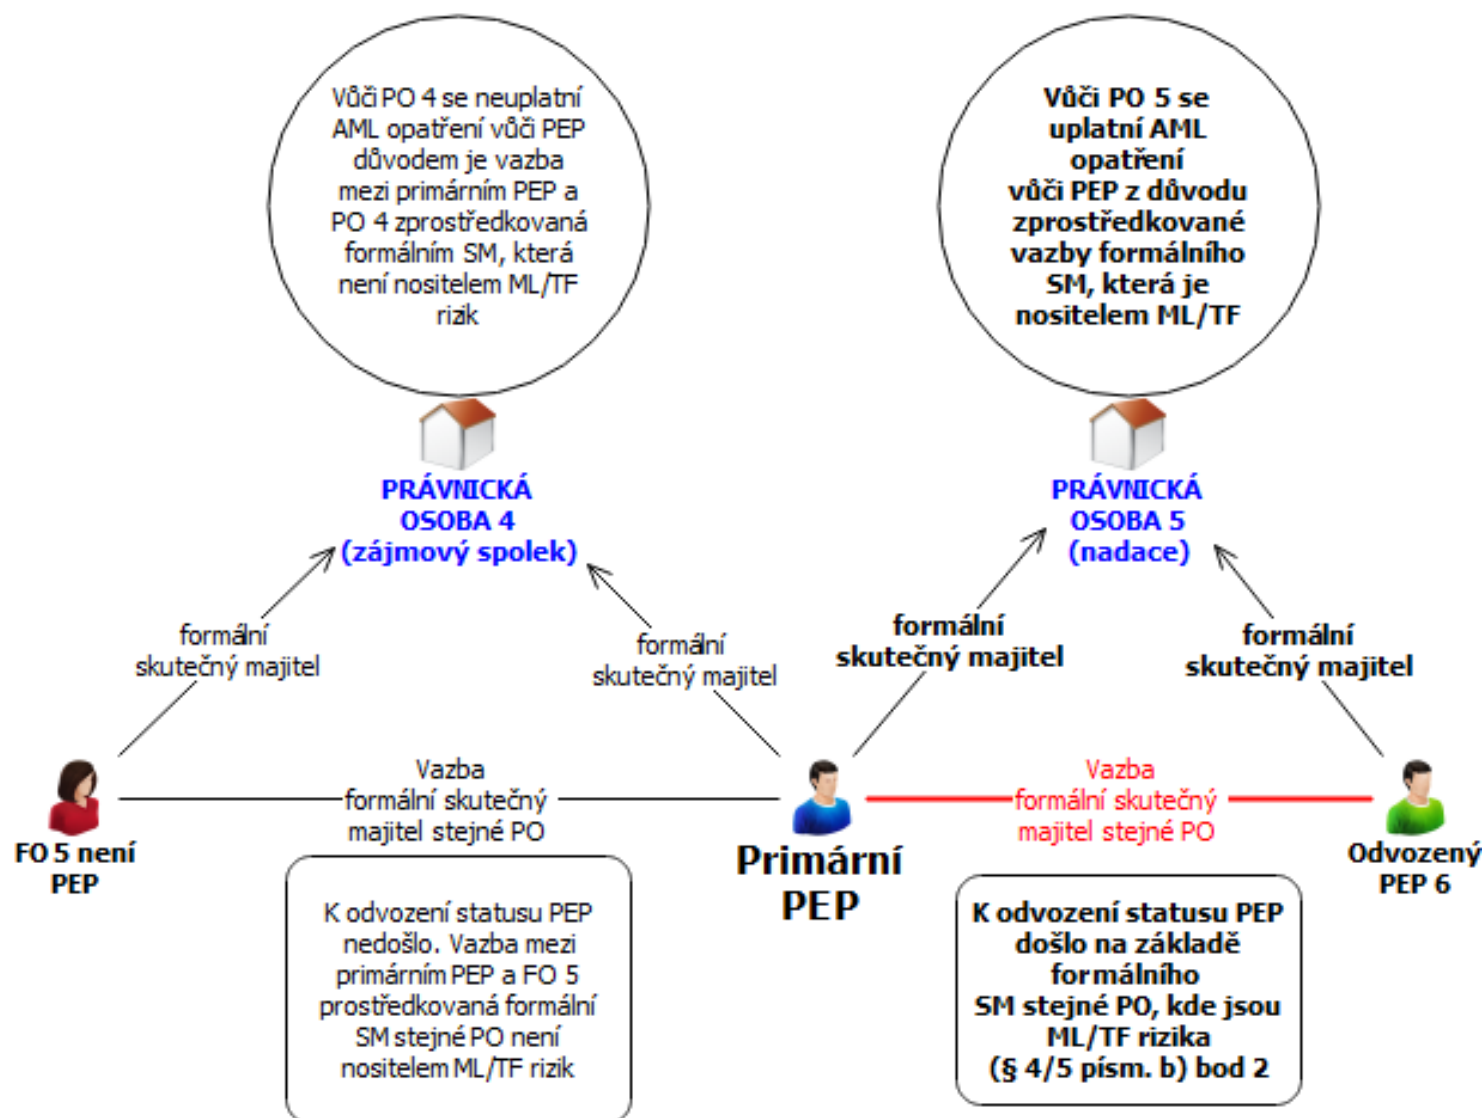 Vůči PO 4 se neuplatní
AML opatření vůči PEP
důvodem je vazba
mezi primárním PEP a
PO 4 zprostředkovaná
formálním SM, která
není nositelem ML/TF
rizik
Vůči PO 5 se
uplatní AML
opatření
vůči PEP z důvodu
zprostředkované
vazby formálního
SM, která je
nositelem ML/TF
PRÁVNICKÁ
OSOBA 4
(zájmový spolek)
PRÁVNICKÁ
OSOBA 5
(nadace)
formální
skutečný majitel
formální
skutečný majitel
formální
skutečný majitel
formální
skutečný majitel
Vazba
formální skutečný
majitel stejné PO
Vazba
formální skutečný
majitel stejné PO
FO 5 není
PEP
Primární
PEP
Odvozený
PEP 6
K odvození statusu PEP
nedošlo. Vazba mezi
primárním PEP a FO 5
prostředkovaná formální
SM stejné PO není
nositelem ML/TF rizik
K odvození statusu PEP
došlo na základě
formálního
SM stejné PO, kde jsou
ML/TF rizika
(§ 4/5 písm. b) bod 2